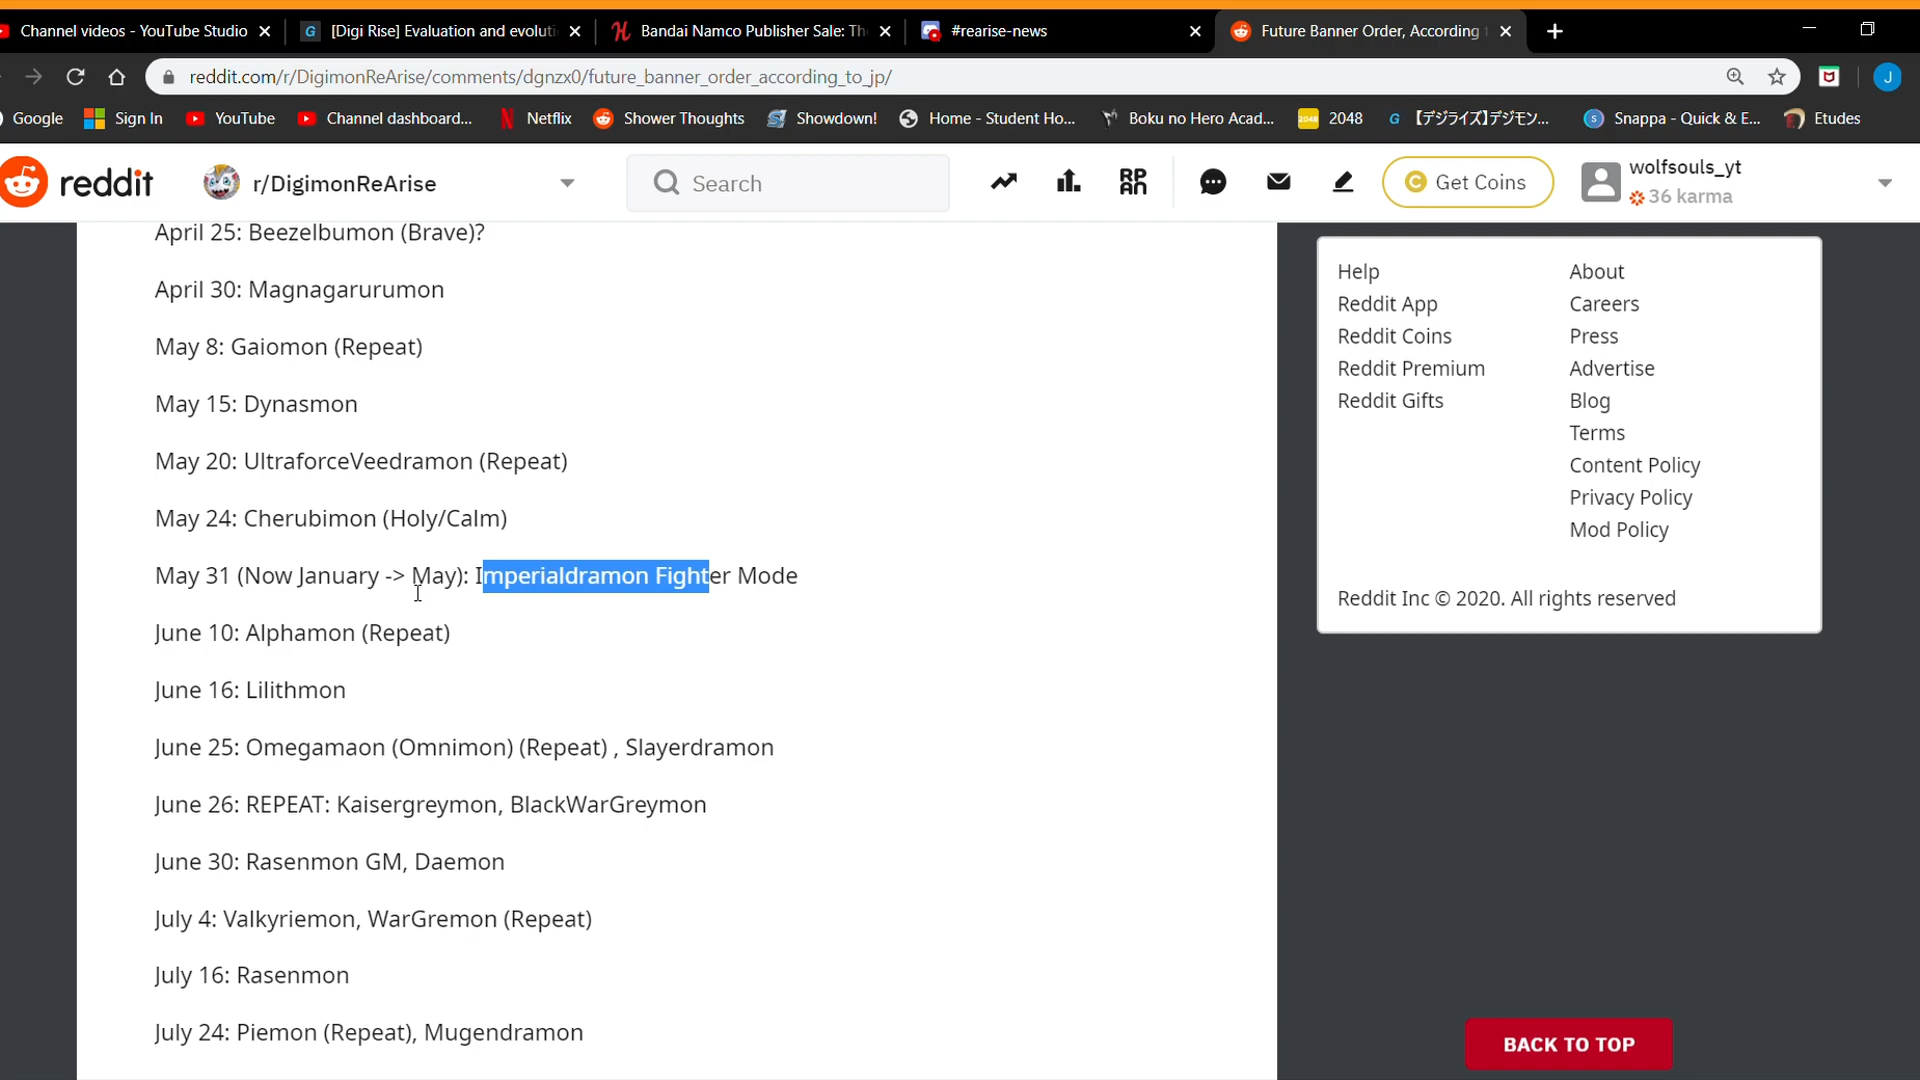 Channel videos - YouTube Studio
[Digi Rise] Evaluation and evoluti
Bandai Namco Publisher Sale: Th
#rearise-news
Future Banner Order, According t
reddit.com/r/DigimonReArise/comments/dgnzx0/future_banner_order_according_to_jp/
J
Google
Sign In
YouTube
Channel dashboard...
Netflix
Shower Thoughts
Showdown!
Home - Student Ho...
Boku no Hero Acad...
2048
【デジライズ】デジモン...
Snappa - Quick & E...
Etudes
reddit
r/DigimonReArise
Search
Get Coins
wolfsouls_yt
36 karma
April 25: Beezelbumon (Brave)?
April 30: Magnagarurumon
May 8: Gaiomon (Repeat)
May 15: Dynasmon
May 20: UltraforceVeedramon (Repeat)
May 24: Cherubimon (Holy/Calm)
May 31 (Now January -> May): Imperialdramon Fighter Mode
June 10: Alphamon (Repeat)
June 16: Lilithmon
June 25: Omegamaon (Omnimon) (Repeat) , Slayerdramon
June 26: REPEAT: Kaisergreymon, BlackWarGreymon
June 30: Rasenmon GM, Daemon
July 4: Valkyriemon, WarGremon (Repeat)
July 16: Rasenmon
July 24: Piemon (Repeat), Mugendramon
Help
Reddit App
Reddit Coins
Reddit Premium
Reddit Gifts
About
Careers
Press
Advertise
Blog
Terms
Content Policy
Privacy Policy
Mod Policy
Reddit Inc © 2020. All rights reserved
BACK TO TOP